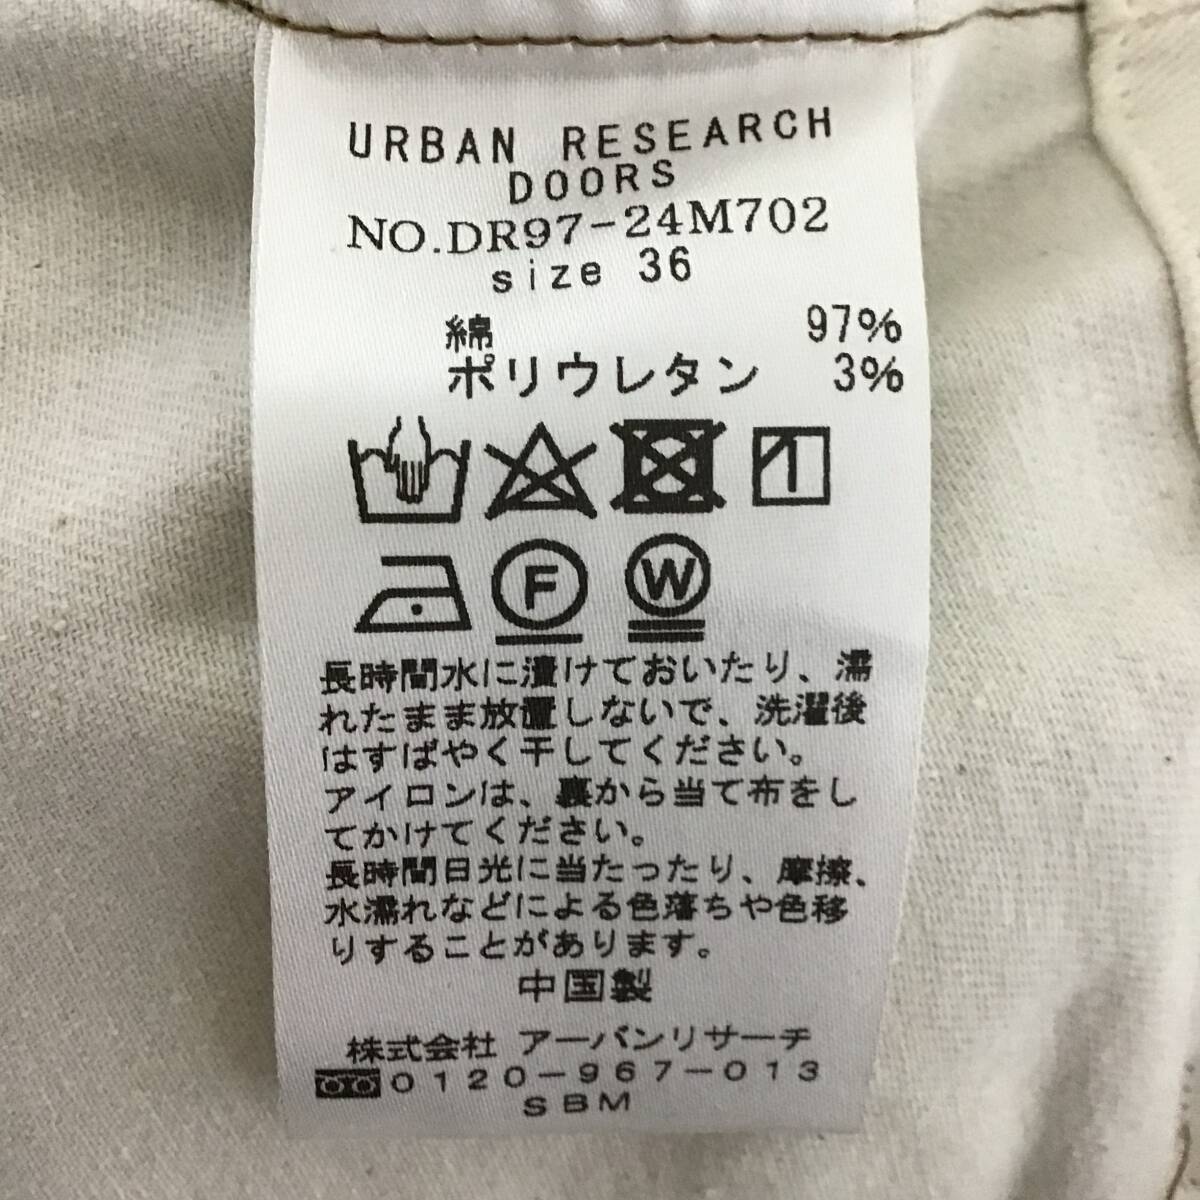 URBAN RESEARCH
DOORS
NO.DR97-24M702
size 36
綿 97%
ポリウレタン 3%
F W
長時間水に漬けておいたり、濡
れたまま放置しないで、洗濯後
はすばやく干してください。
アイロンは、裏から当て布をし
てかけてください。
長時間日光に当たったり、摩擦、
水濡れなどによる色落ちや色移
りすることがあります。
中国製
株式会社 アーバンリサーチ
0120-967-013
SBM